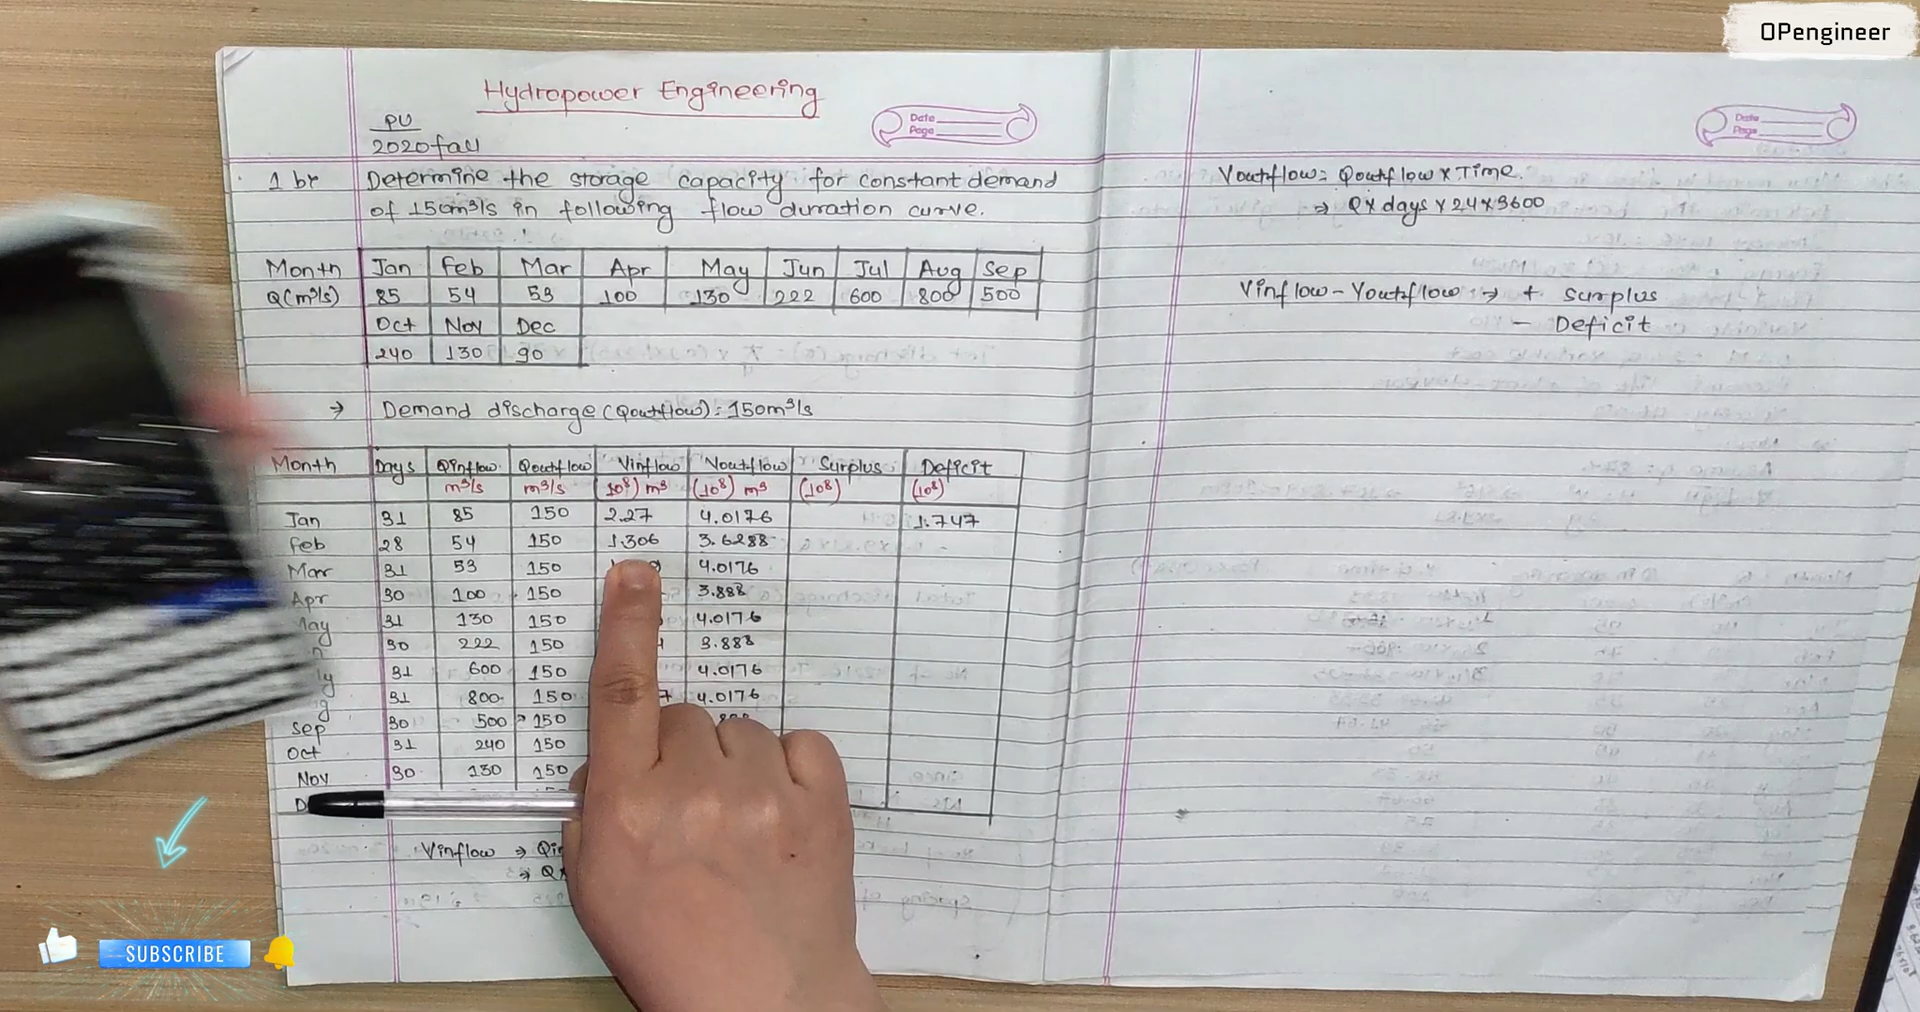 OPengineer
Hydropower Engineering
PU
2020 fall
Date
Page
Date
Page
1 br Determine the storage capacity for constant demand
of 150m³/s in following flow durration curve.
Month Jan Feb Mar Apr May Jun Jul Aug Sep
Q(m³/s) 85 54 53 100 130 222 600 800 500
Oct Nov Dec
240 130 90
→ Demand discharge (Qoutflow): 150m³/s
Month Days Qinflow Qoutflow Vinflow Voutflow Surplus Deficit
m³/s m³/s (10⁸) m³ (10⁸) m³ (10⁸) (10⁸)
Jan 31 85 150 2.27 4.0176 1.747
Feb 28 54 150 1.306 3.6288
Mar 31 53 150 4.0176
Apr 30 100 150 3.888
May 31 130 150 4.0176
30 222 150 3.888
31 600 150 4.0176
31 800 150 4.0176
Sep 30 500 150
Oct 31 240 150
Nov 30 130 150
Vinflow →
→
Voutflow: Qoutflow x Time.
→ Q x days x 24 x 3600
Vinflow - Voutflow → + Surplus
- Deficit
SUBSCRIBE